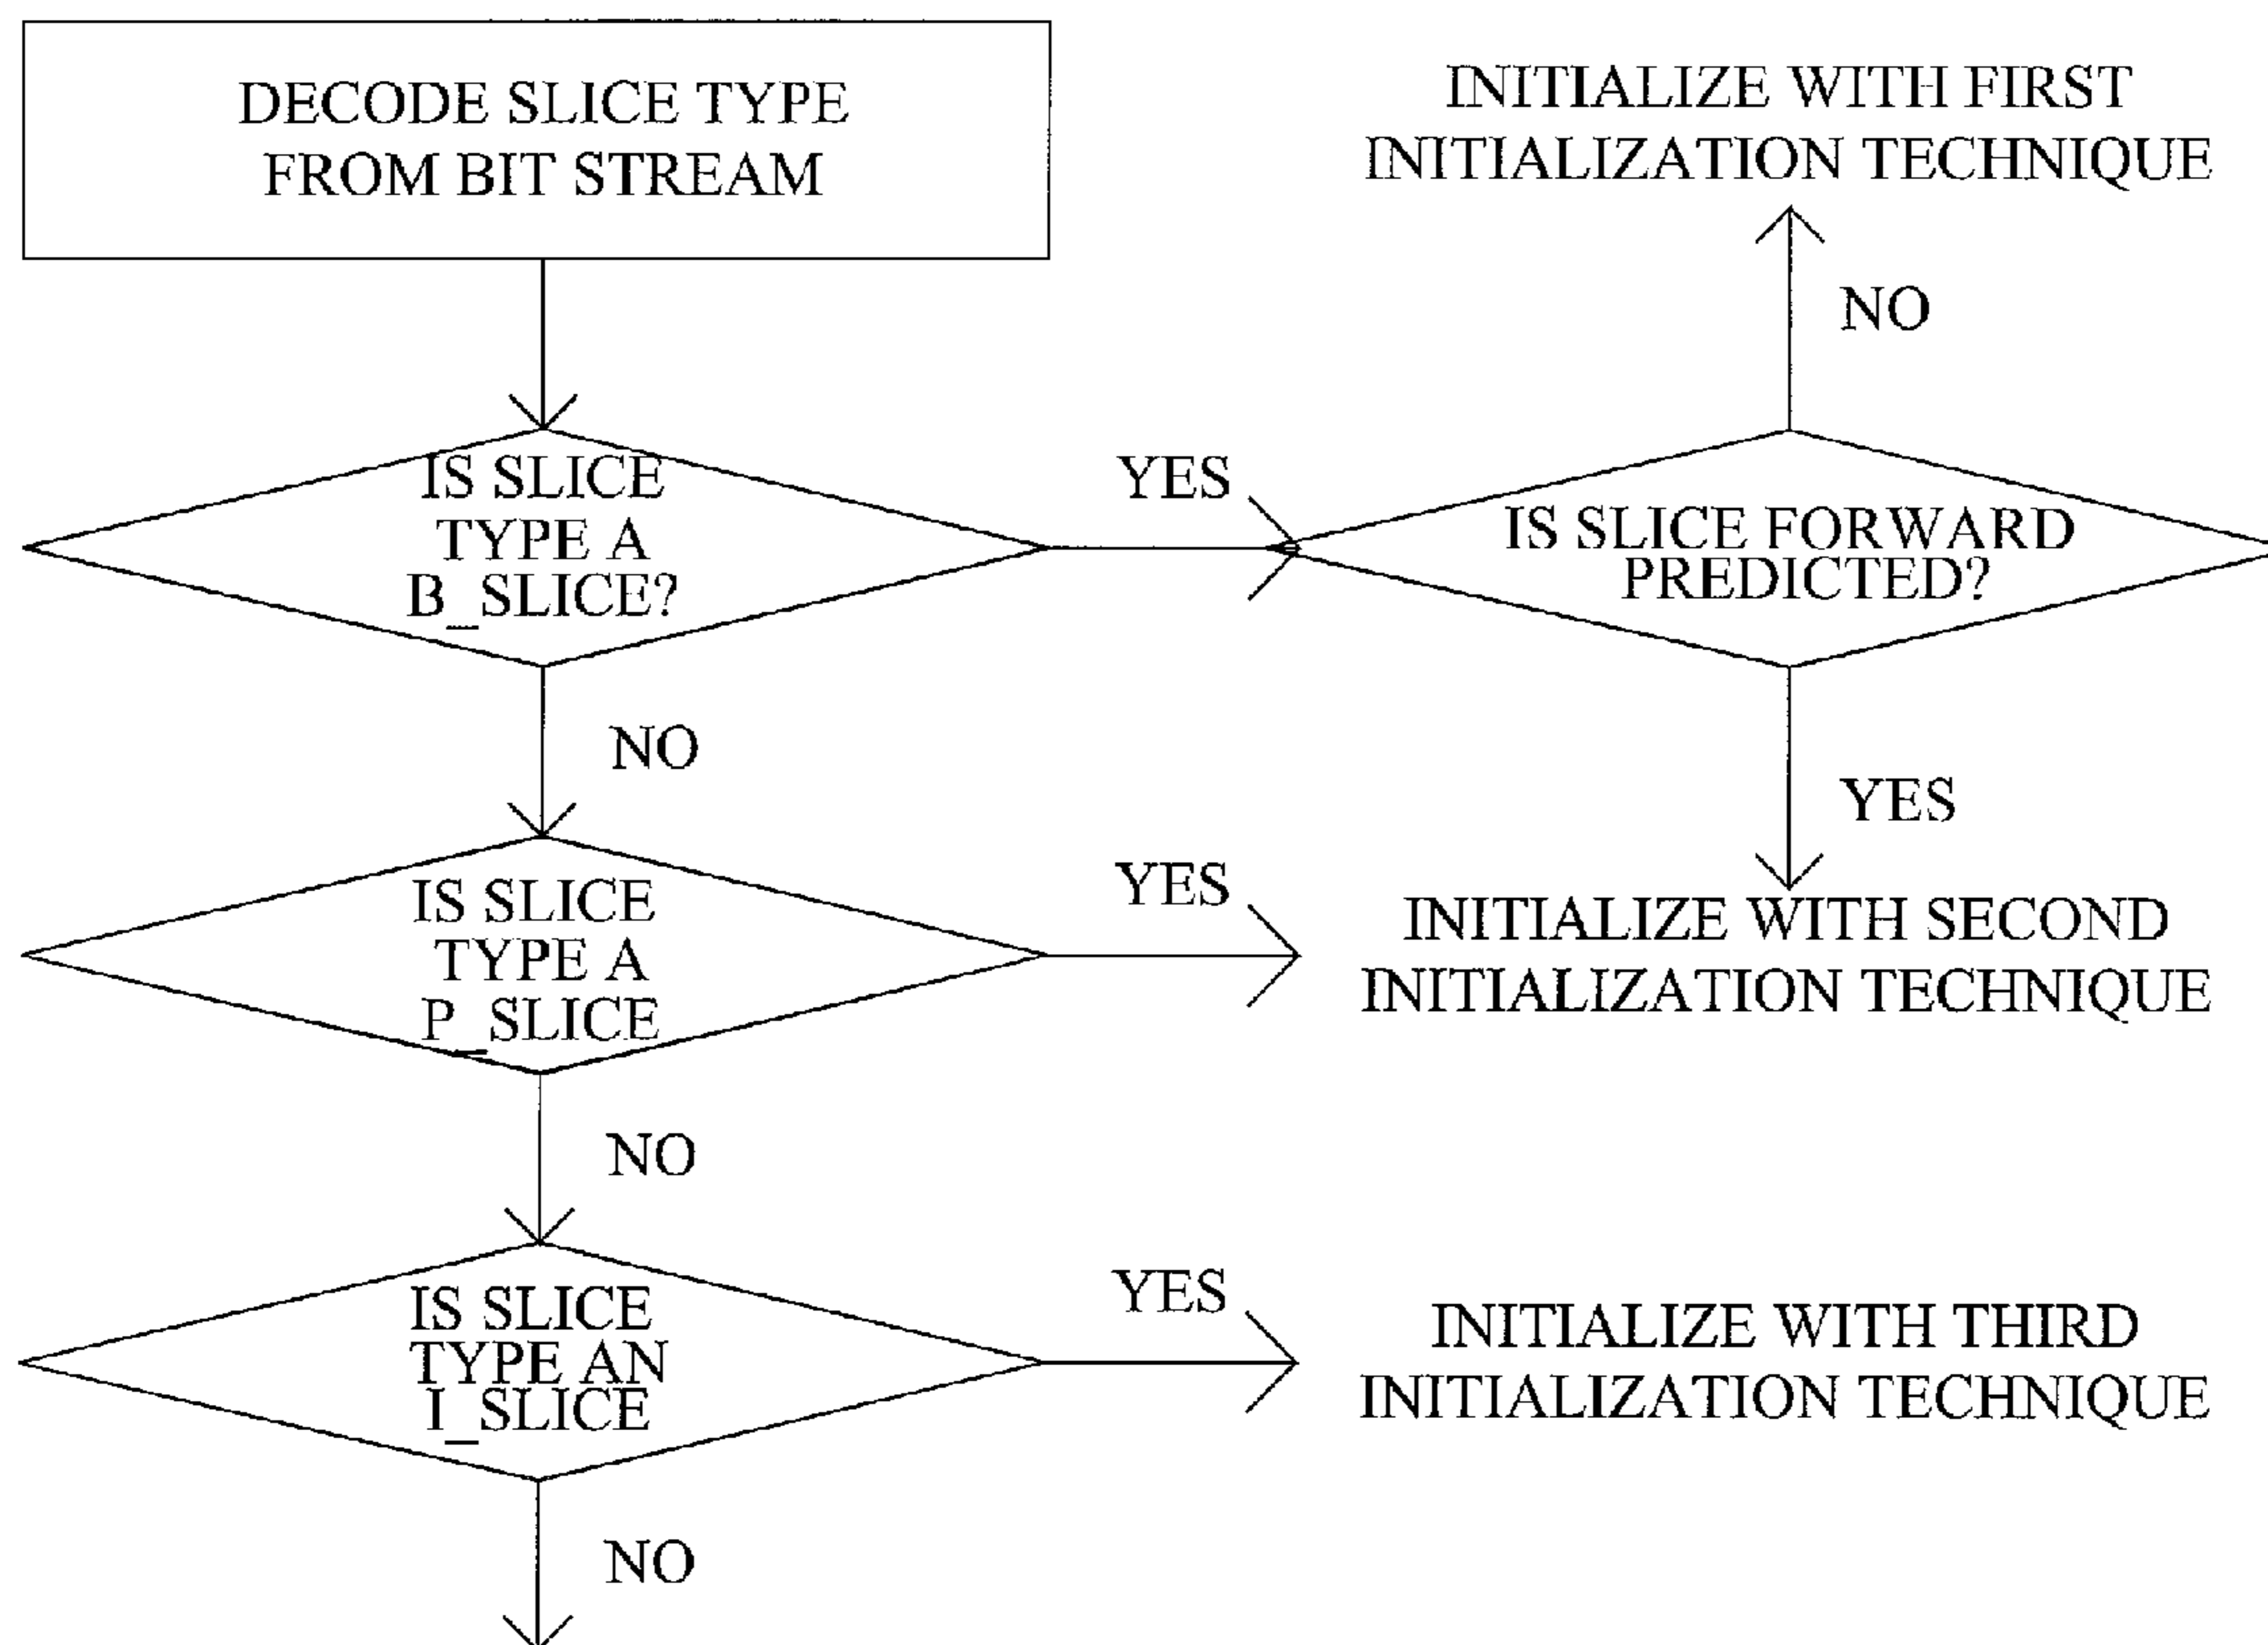 DECODE SLICE TYPE
FROM BIT STREAM
INITIALIZE WITH FIRST
INITIALIZATION TECHNIQUE
NO
IS SLICE
TYPE A
B_SLICE?
YES
IS SLICE FORWARD
PREDICTED?
NO
YES
IS SLICE
TYPE A
P_SLICE
YES
INITIALIZE WITH SECOND
INITIALIZATION TECHNIQUE
NO
IS SLICE
TYPE AN
I_SLICE
YES
INITIALIZE WITH THIRD
INITIALIZATION TECHNIQUE
NO